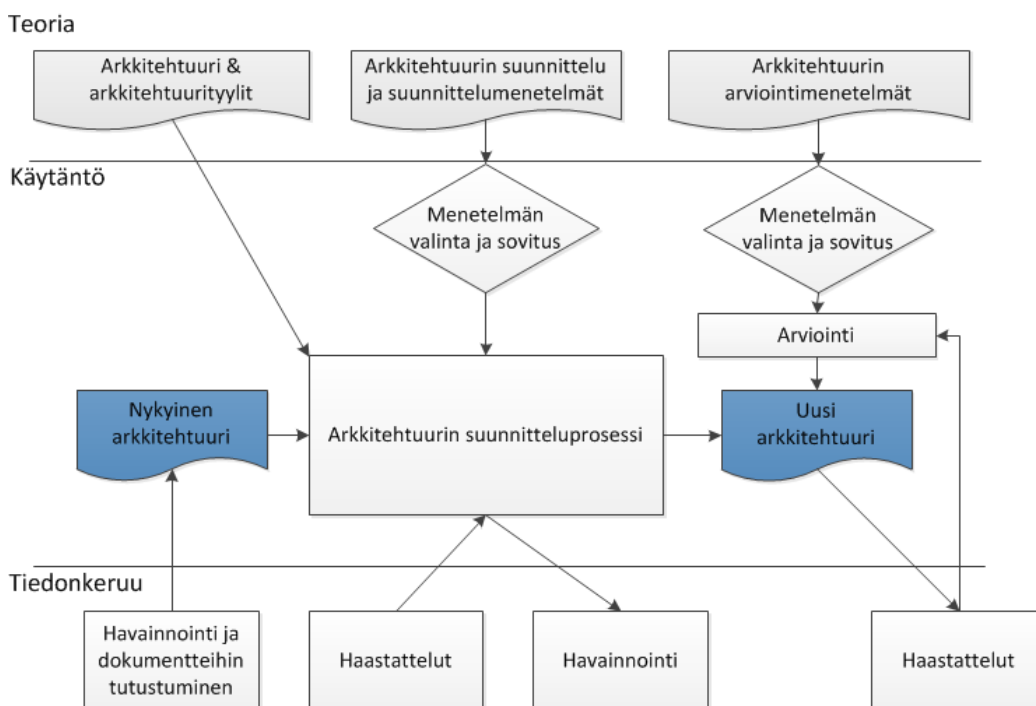 Teoria
Arkkitehtuuri &
arkkitehtuurityylit
Arkkitehtuurin suunnittelu
ja suunnittelumenetelmät
Arkkitehtuurin
arviointimenetelmät
Käytäntö
Menetelmän
valinta ja sovitus
Menetelmän
valinta ja sovitus
Arviointi
Nykyinen
arkkitehtuuri
Arkkitehtuurin suunnitteluprosessi
Uusi
arkkitehtuuri
Tiedonkeruu
Havainnointi ja
dokumentteihin
tutustuminen
Haastattelut
Havainnointi
Haastattelut